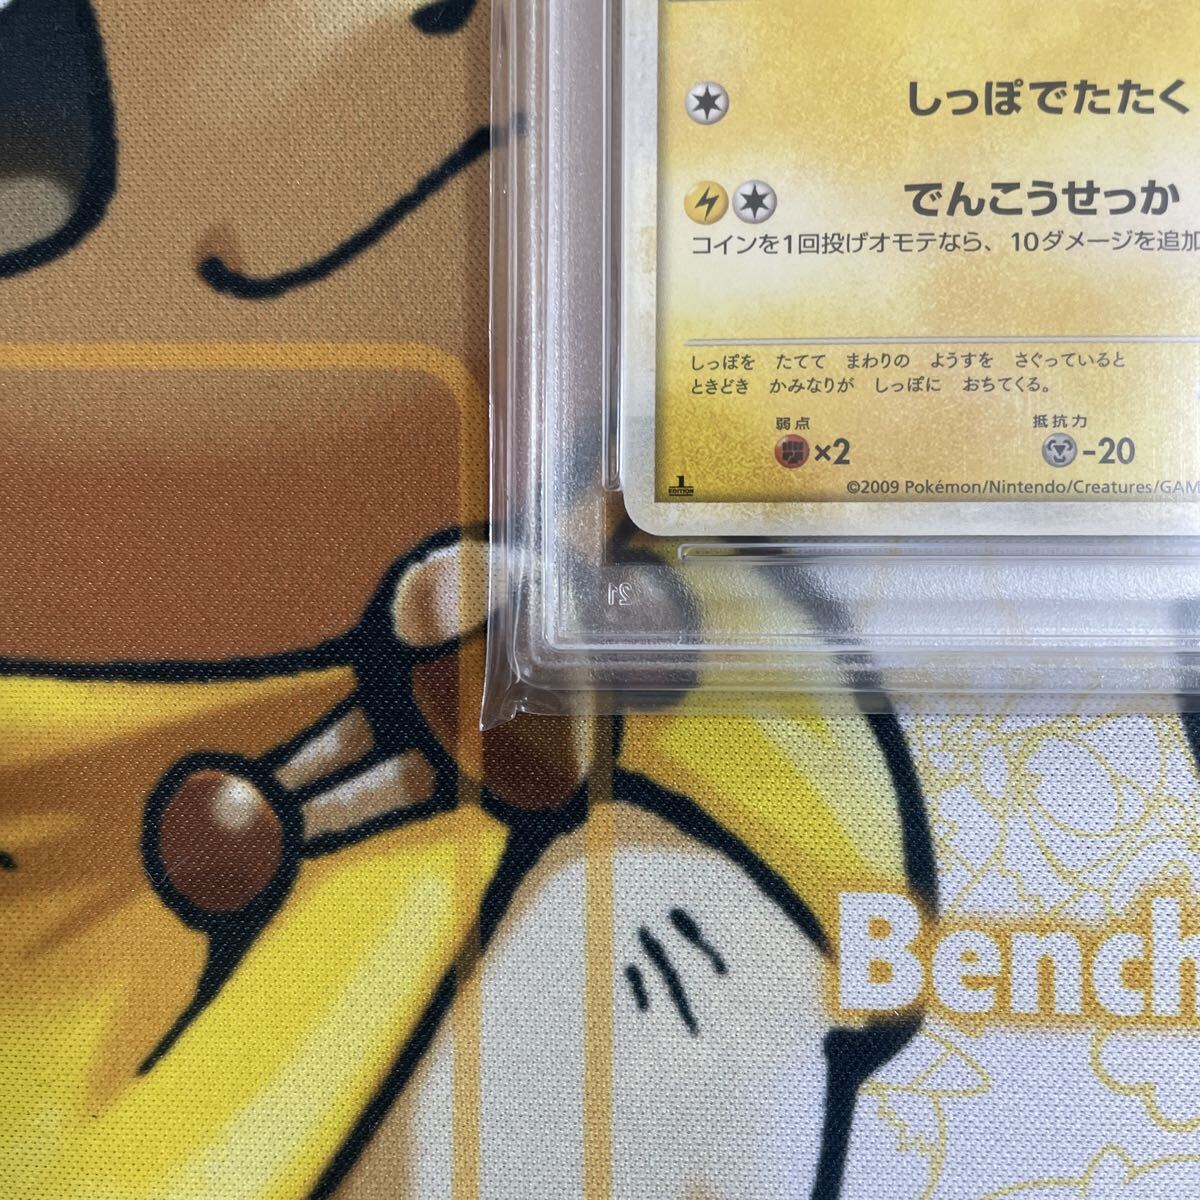 しっぽでたたく
でんこうせっか
コインを1回投げオモテなら、10ダメージを追加
しっぽを たてて まわりの ようすを さぐっていると
ときどき かみなりが しっぽに おちてくる。
弱点 抵抗力
×2 -20
1 EDITION
©2009 Pokémon/Nintendo/Creatures/GAM
21
Bench